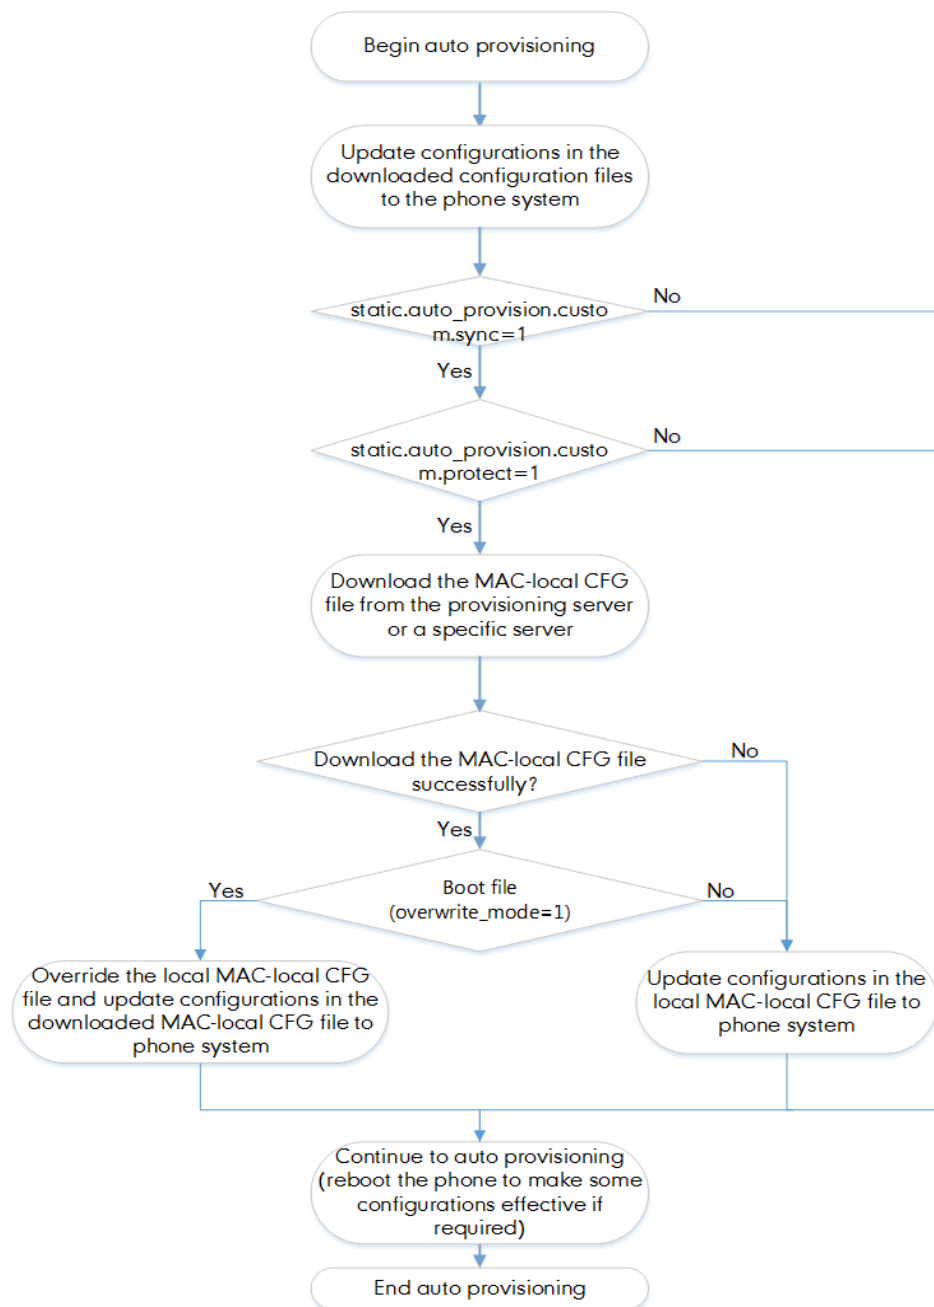 Begin auto provisioning
Update configurations in the
downloaded configuration files
to the phone system
No
static.auto_provision.custo
m.sync=1
Yes
No
static.auto_provision.custo
m.protect=1
Yes
Download the MAC-local CFG
file from the provisioning server
or a specific server
No
Download the MAC-local CFG file
successfully?
Yes
Yes
Boot file
(overwrite_mode=1)
No
Override the local MAC-local CFG
file and update configurations in the
downloaded MAC-local CFG file to
phone system
Update configurations in the
local MAC-local CFG file to
phone system
Continue to auto provisioning
(reboot the phone to make some
configurations effective if
required)
End auto provisioning